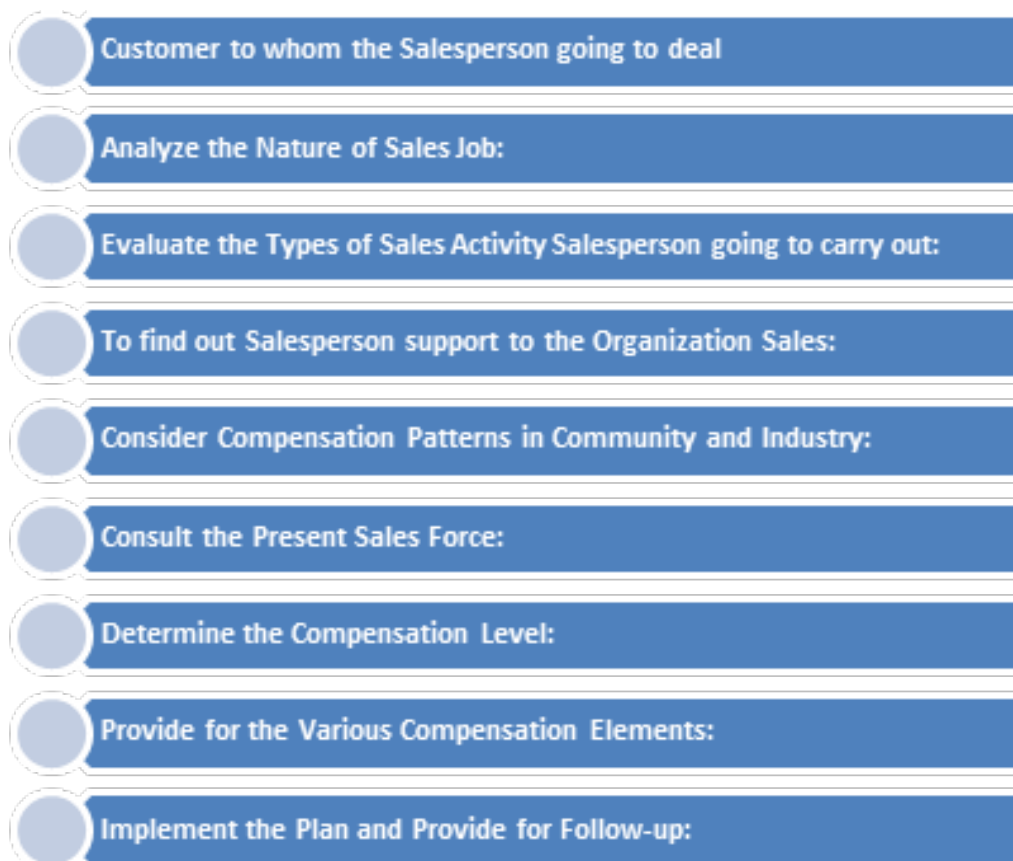 Customer to whom the Salesperson going to deal
Analyze the Nature of Sales Job:
Evaluate the Types of Sales Activity Salesperson going to carry out:
To find out Salesperson support to the Organization Sales:
Consider Compensation Patterns in Community and Industry:
Consult the Present Sales Force:
Determine the Compensation Level:
Provide for the Various Compensation Elements:
Implement the Plan and Provide for Follow-up: